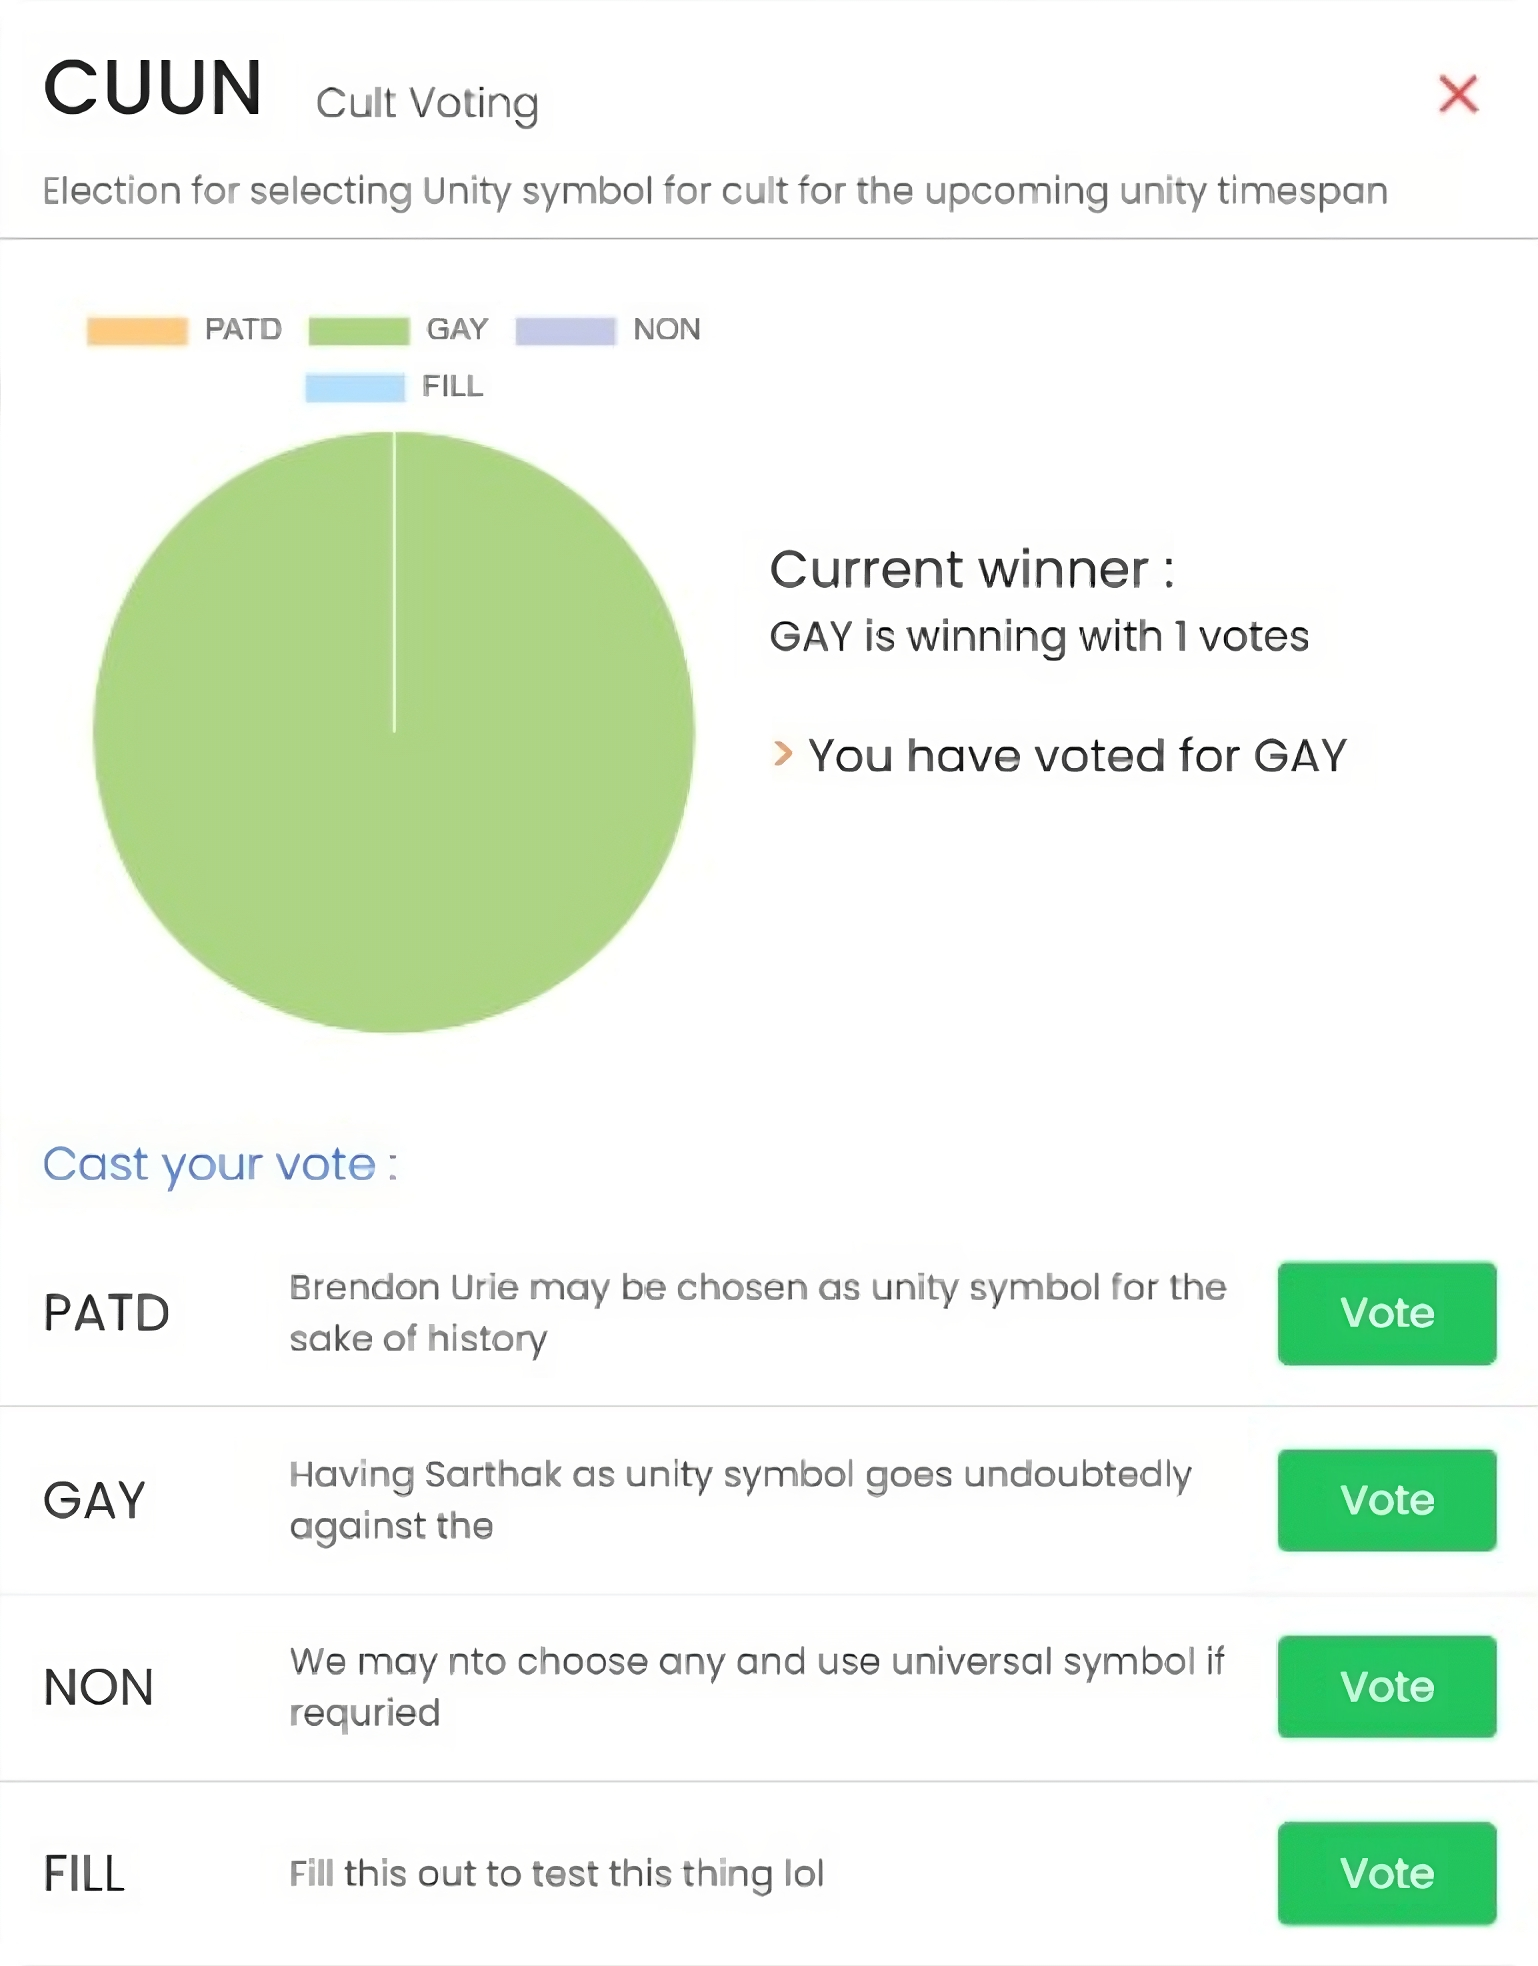 CUUN Cult Voting
Election for selecting Unity symbol for cult for the upcoming unity timespan
PATD GAY NON
FILL
Current winner :
GAY is winning with 1 votes
You have voted for GAY
Cast your vote :
PATD
Brendon Urie may be chosen as unity symbol for the
sake of history
Vote
GAY
Having Sarthak as unity symbol goes undoubtedly
against the
Vote
NON
We may nto choose any and use universal symbol if
requried
Vote
FILL
Fill this out to test this thing lol
Vote